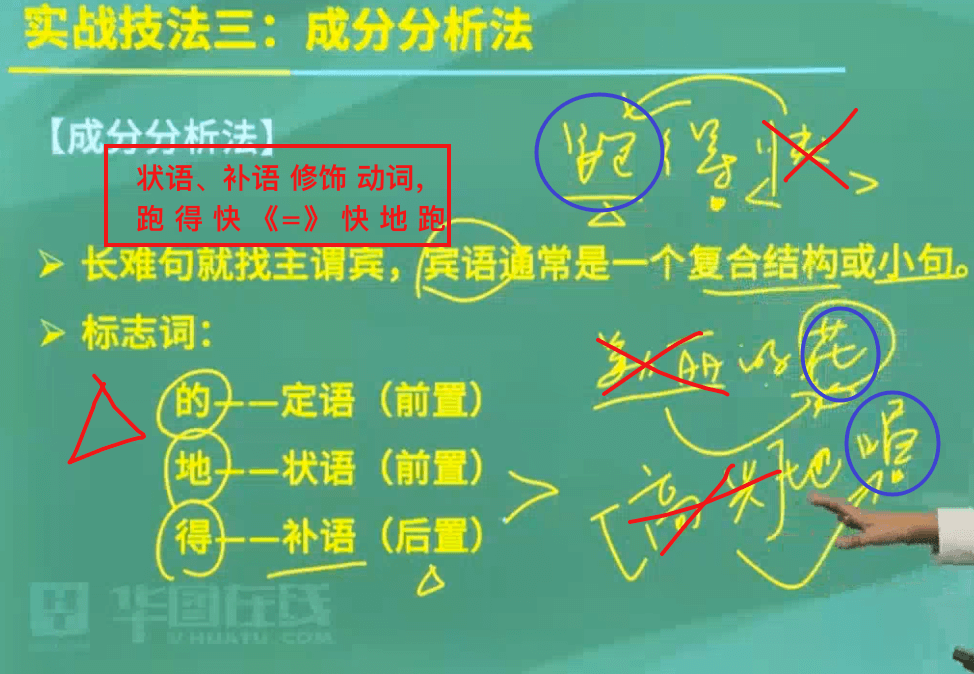 实战技法三：成分分析法
【成分分析法】
跑得快
状语、补语 修饰 动词,
跑 得 快 《=》 快 地 跑
➢ 长难句就找主谓宾，宾语通常是一个复合结构或小句。
➢ 标志词：
美丽的花
的——定语（前置）
高兴地唱
地——状语（前置）
得——补语（后置）
华图在线
V.HUATU.COM